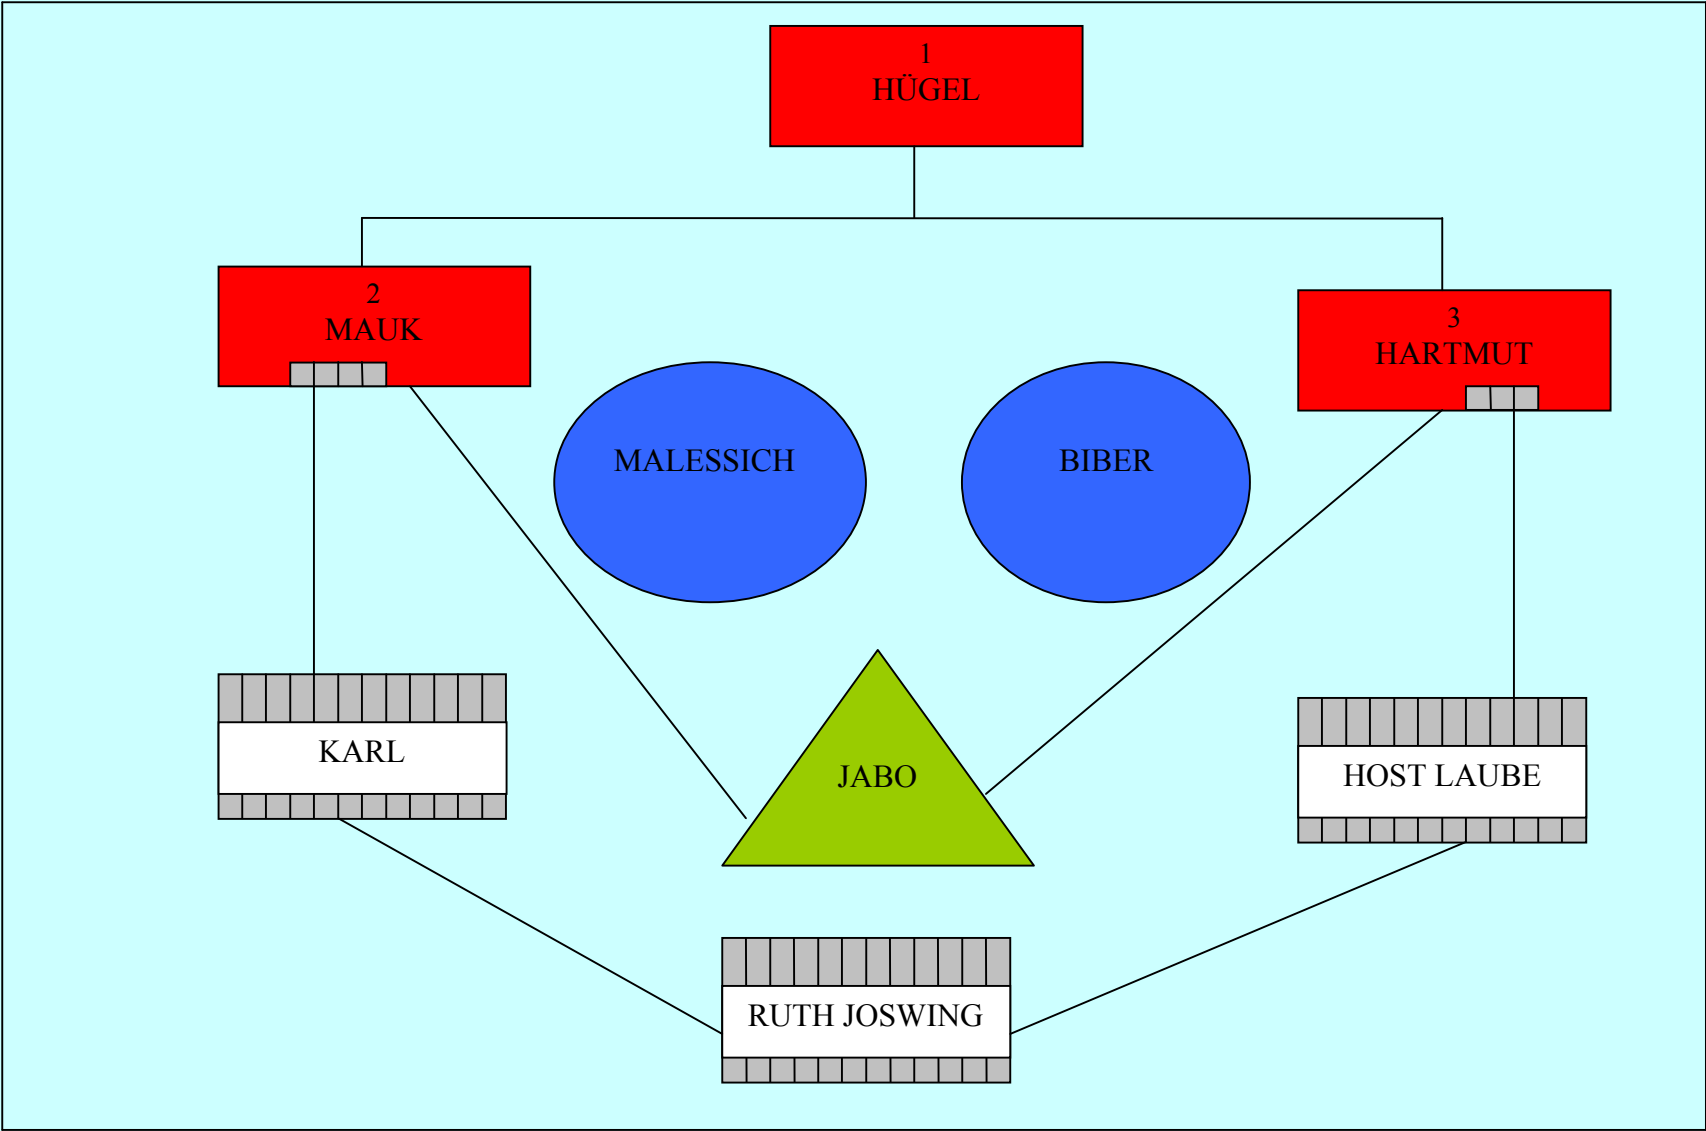 1
HÜGEL
2
MAUK
3
HARTMUT
MALESSICH
BIBER
KARL
JABO
HOST LAUBE
RUTH JOSWING